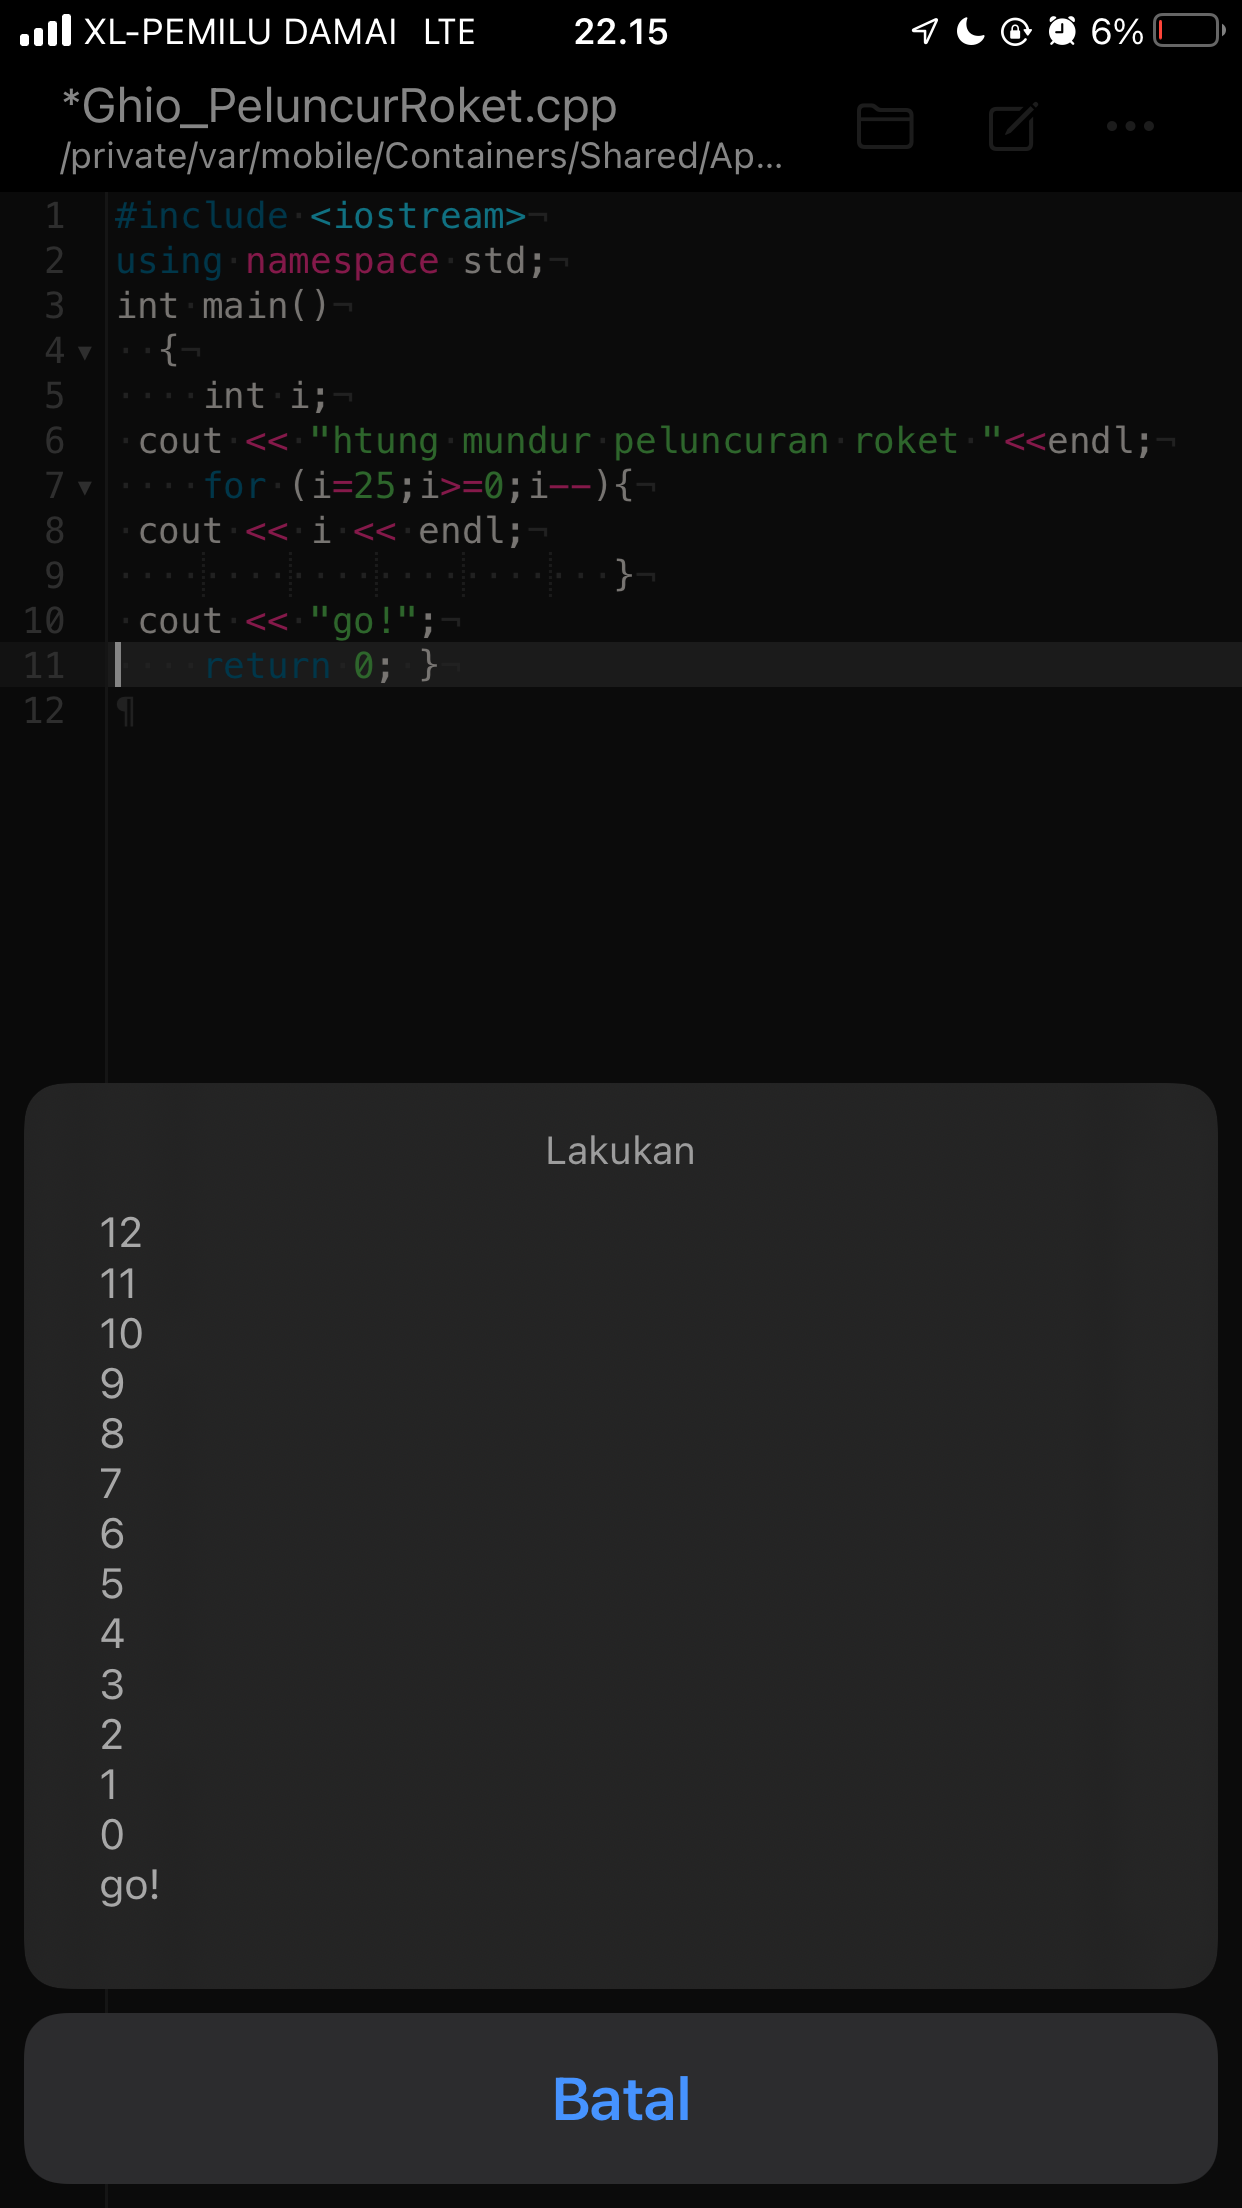 XL-PEMILU DAMAI LTE 22.15 6%
*Ghio_PeluncurRoket.cpp
/private/var/mobile/Containers/Shared/Ap...
1 #include <iostream>
2 using namespace std;
3 int main()
4   {
5     int i;
6  cout << "htung mundur peluncuran roket "<<endl;
7     for (i=25;i>=0;i--){
8  cout << i << endl;
9                        }
10  cout << "go!";
11     return 0; }
12
Lakukan
12
11
10
9
8
7
6
5
4
3
2
1
0
go!
Batal